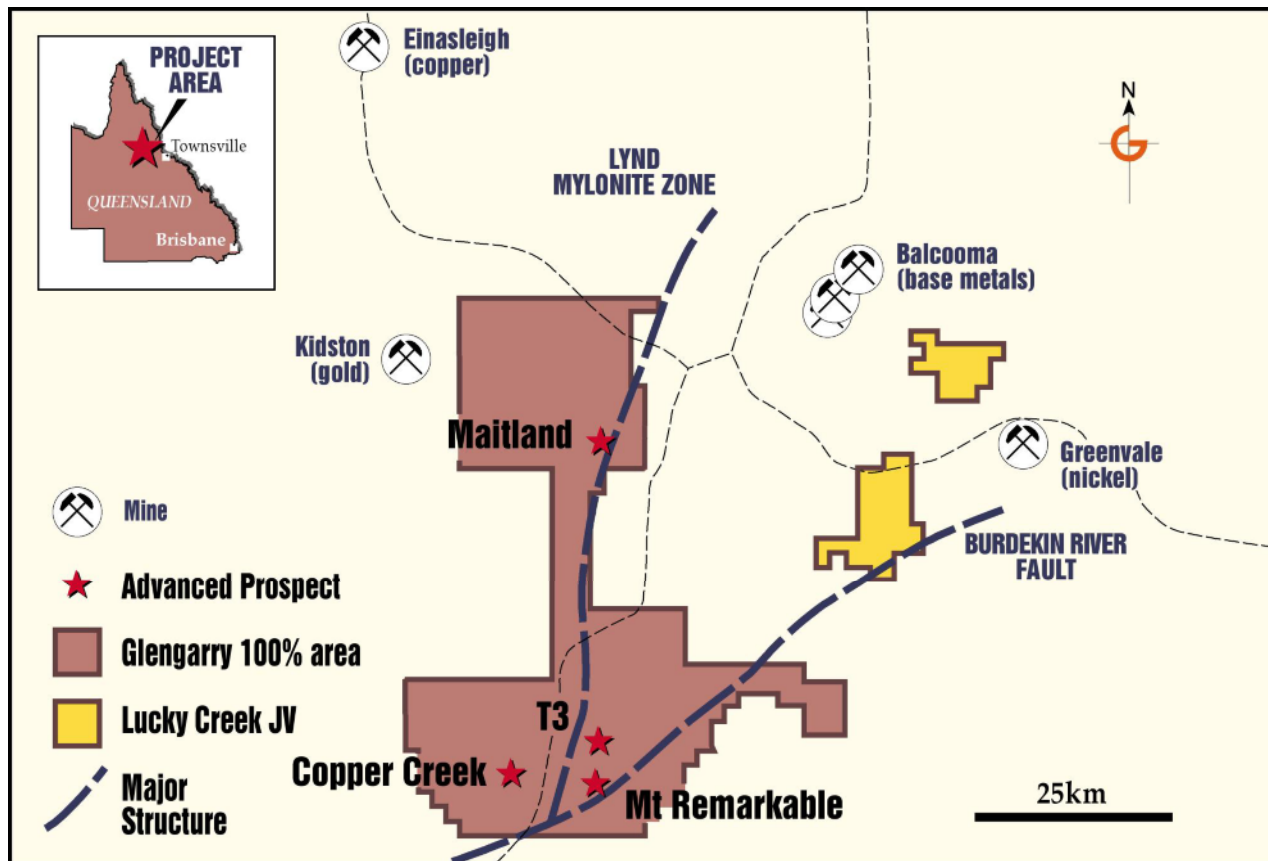 PROJECT
AREA
Townsville
QUEENSLAND
Brisbane
Einasleigh
(copper)
N
G
LYND
MYLONITE ZONE
Balcooma
(base metals)
Kidston
(gold)
Maitland
Greenvale
(nickel)
BURDEKIN RIVER
FAULT
Mine
Advanced Prospect
Glengarry 100% area
Lucky Creek JV
Major
Structure
T3
Copper Creek
Mt Remarkable
25km